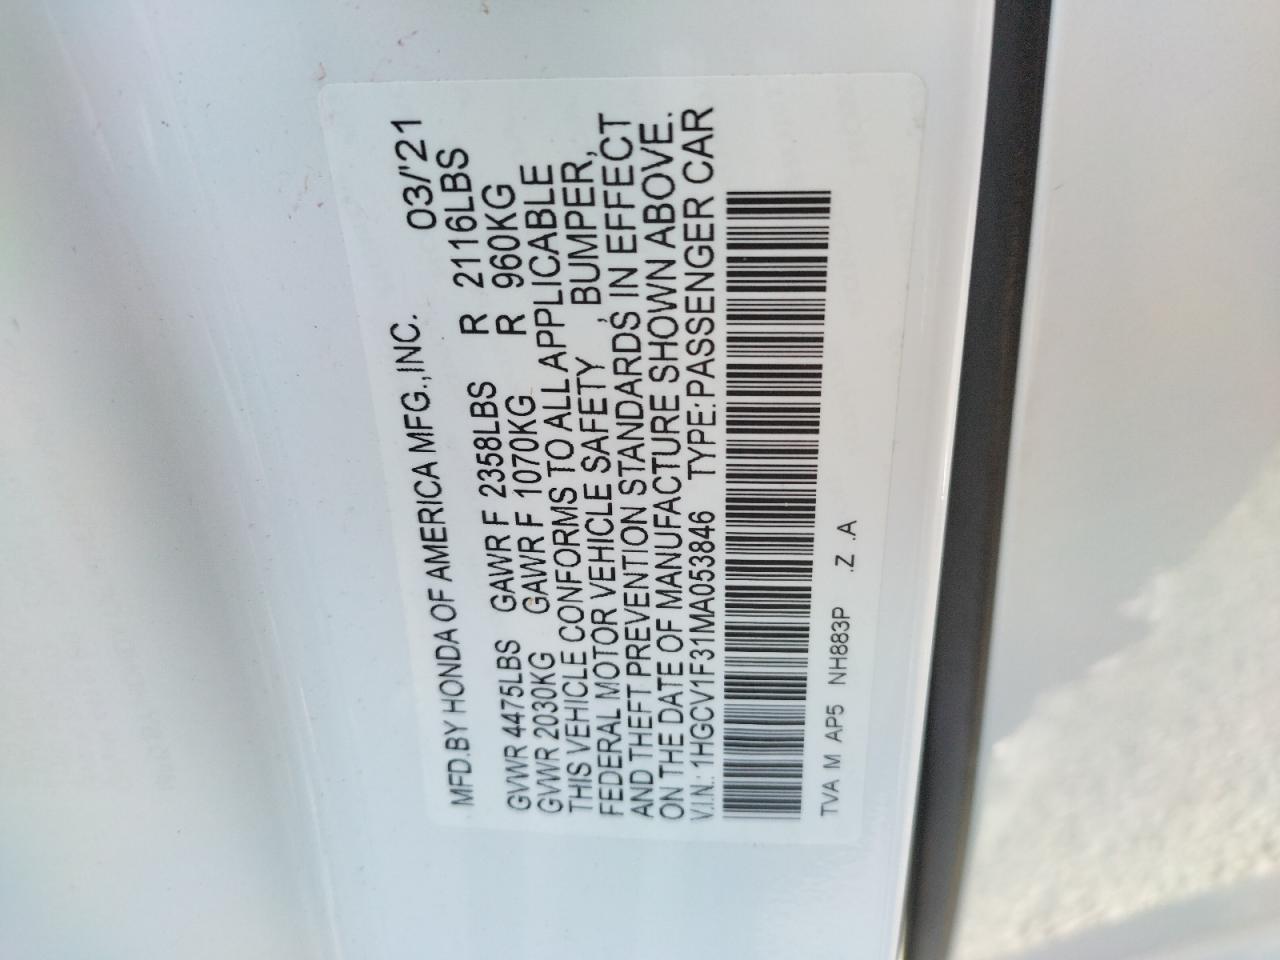 MFD.BY HONDA OF AMERICA MFG.,INC. 03/'21
GVWR 4475LBS GAWR F 2358LBS R 2116LBS
GVWR 2030KG GAWR F 1070KG R 960KG
THIS VEHICLE CONFORMS TO ALL APPLICABLE
FEDERAL MOTOR VEHICLE SAFETY , BUMPER,
AND THEFT PREVENTION STANDARDS IN EFFECT
ON THE DATE OF MANUFACTURE SHOWN ABOVE.
V.I.N.: 1HGCV1F31MA053846 TYPE:PASSENGER CAR
TVA M AP5 NH883P .Z .A